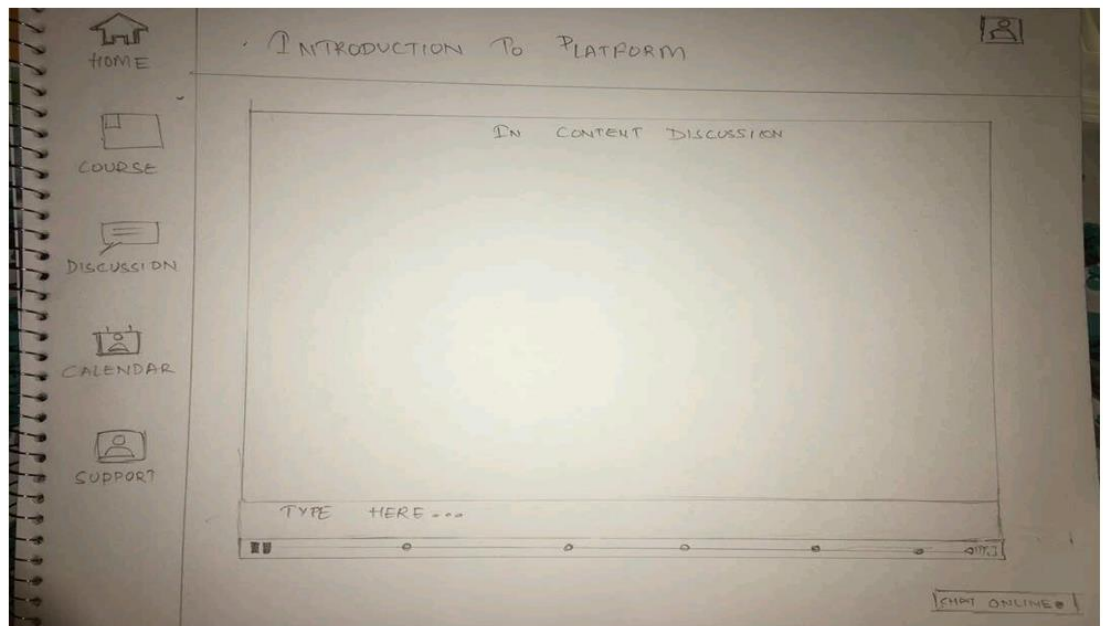 HOME
INTRODUCTION TO PLATFORM
IN CONTENT DISCUSSION
COURSE
DISCUSSION
CALENDAR
SUPPORT
TYPE HERE...
CHAT ONLINE